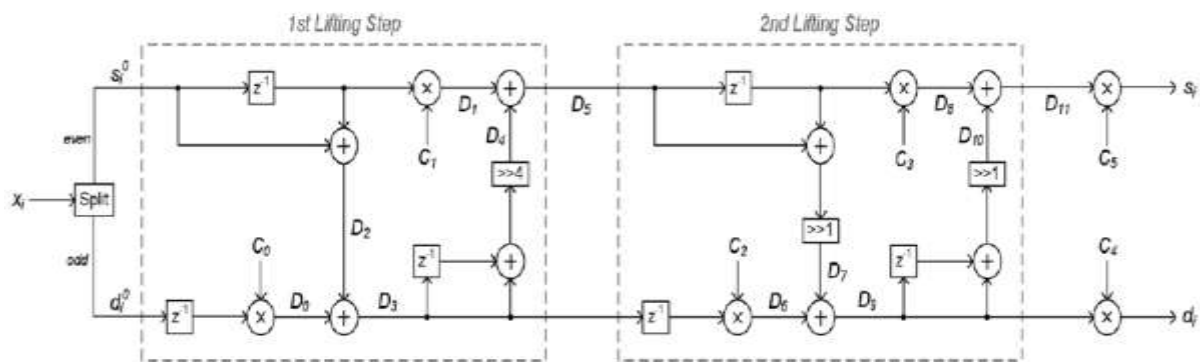 1st Lifting Step
2nd Lifting Step
s_i^0
z^-1
×
+
D_5
z^-1
×
+
×
s_i
D_1
D_8
D_11
even
+
C_1
D_4
+
C_3
D_10
C_5
x_i
Split
>>4
>>1
D_2
>>1
odd
C_0
z^-1
+
C_2
D_7
z^-1
+
C_4
d_i^0
z^-1
×
D_0
+
D_3
z^-1
×
D_6
+
D_9
×
d_i